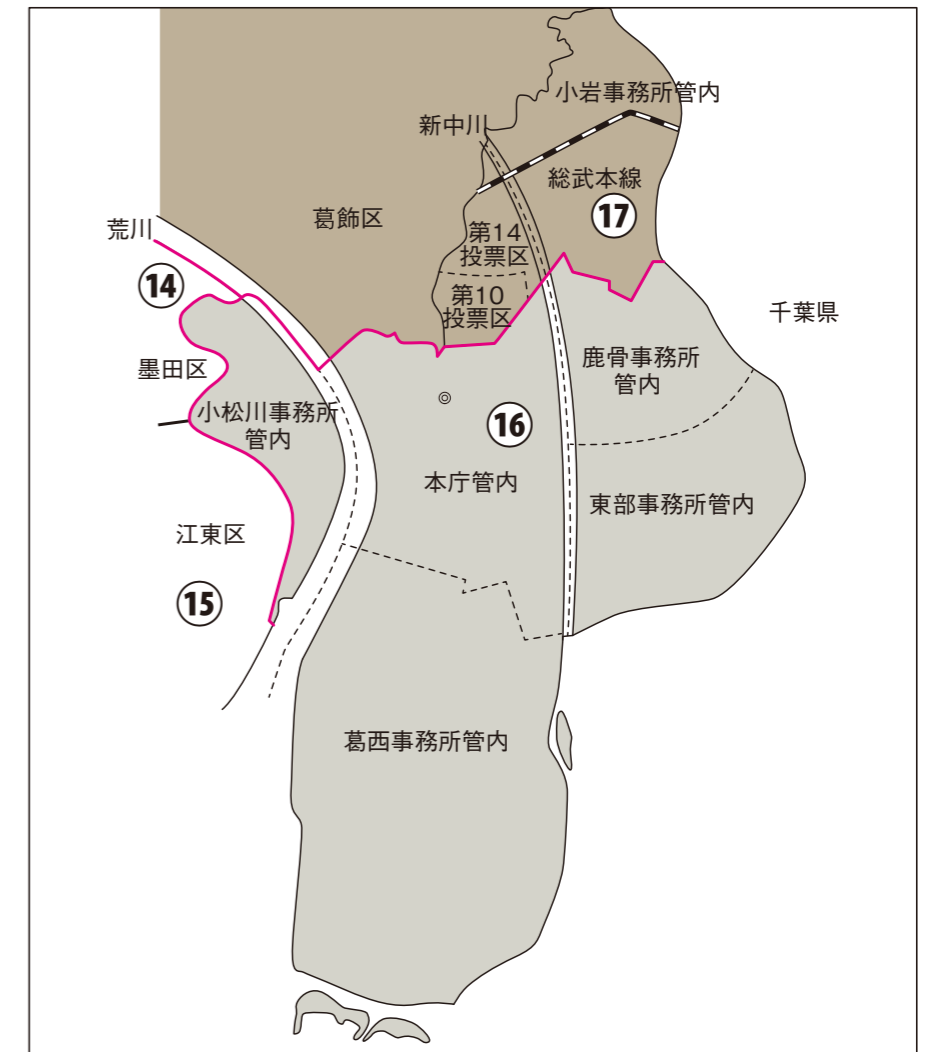 小岩事務所管内
新中川
総武本線
17
葛飾区
荒川
第14
投票区
14
第10
投票区
千葉県
鹿骨事務所
管内
墨田区
小松川事務所
管内
16
本庁管内
東部事務所管内
江東区
15
葛西事務所管内